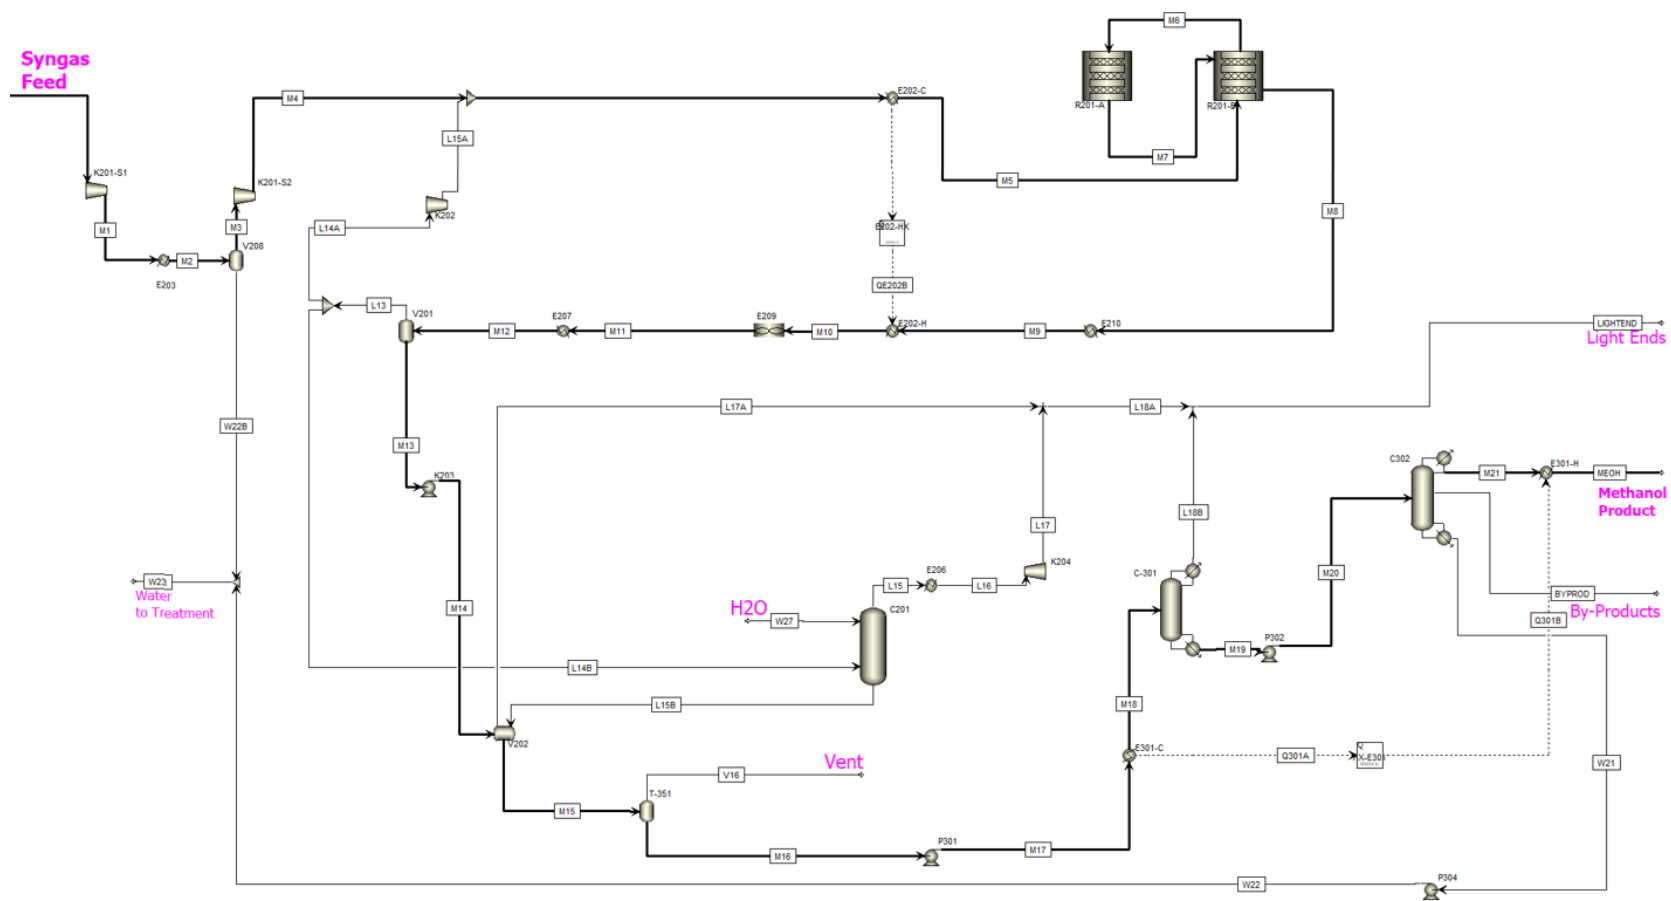 M6
Syngas
Feed
R201-A
M4
E202-C
L15A
M7
K201-S1
K201-S2
M5
K202
M8
M1
M3
L14A
V208
M2
E203
QE202B
L13
V201
M12
E207
M11
E209
M10
E202-H
M9
E210
LIGHTEND
Light Ends
L17A
L18A
W22B
M13
C302
M21
E301-H
MEOH
K203
Methanol
Product
L17
L18B
K204
C-301
M20
W23
Water
to Treatment
L15
E206
L16
BYPROD
By-Products
M14
H2O
W27
C201
Q301B
M19
P302
L14B
L15B
M18
V202
E301-C
Q301A
W21
Vent
V16
T-351
M15
P301
M16
M17
W22
P304